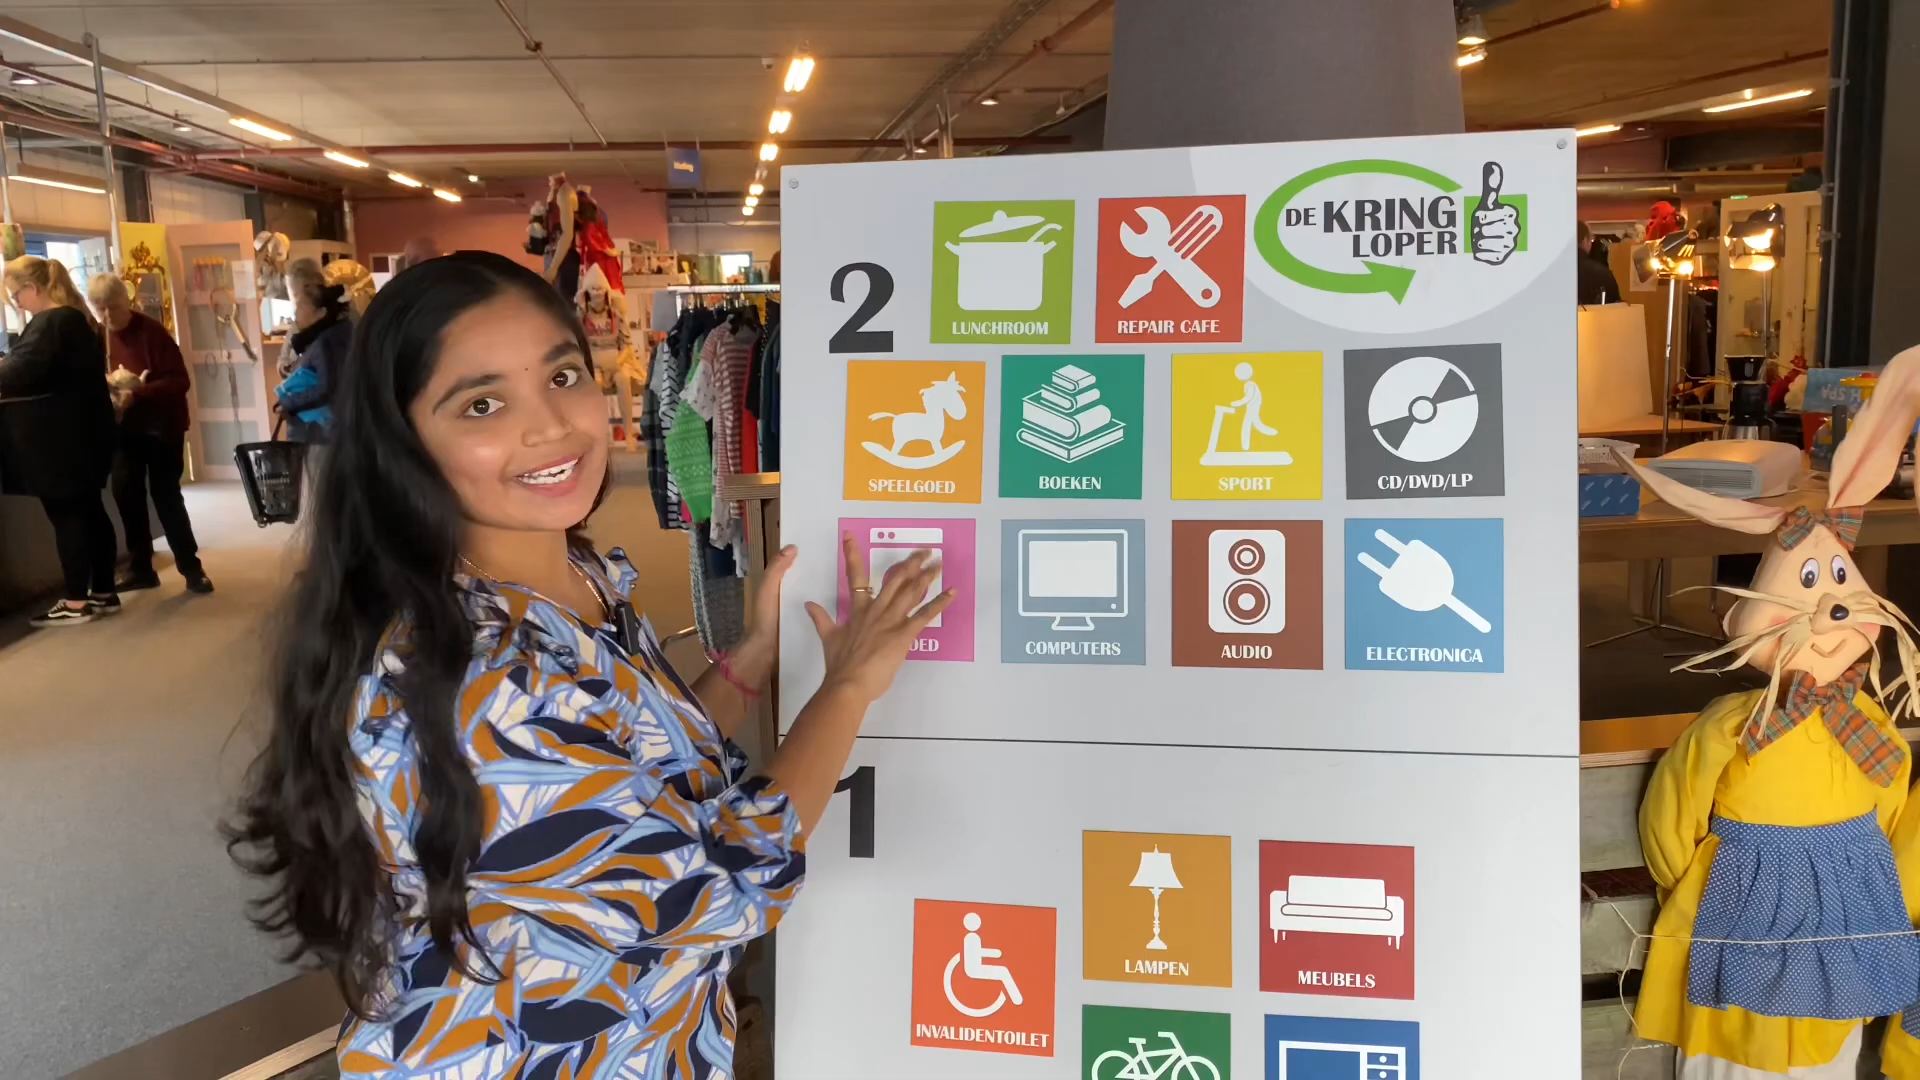 DE KRING
LOPER
2
LUNCHROOM
REPAIR CAFE
SPEELGOED
BOEKEN
SPORT
CD/DVD/LP
COMPUTERS
AUDIO
ELECTRONICA
1
LAMPEN
MEUBELS
INVALIDENTOILET